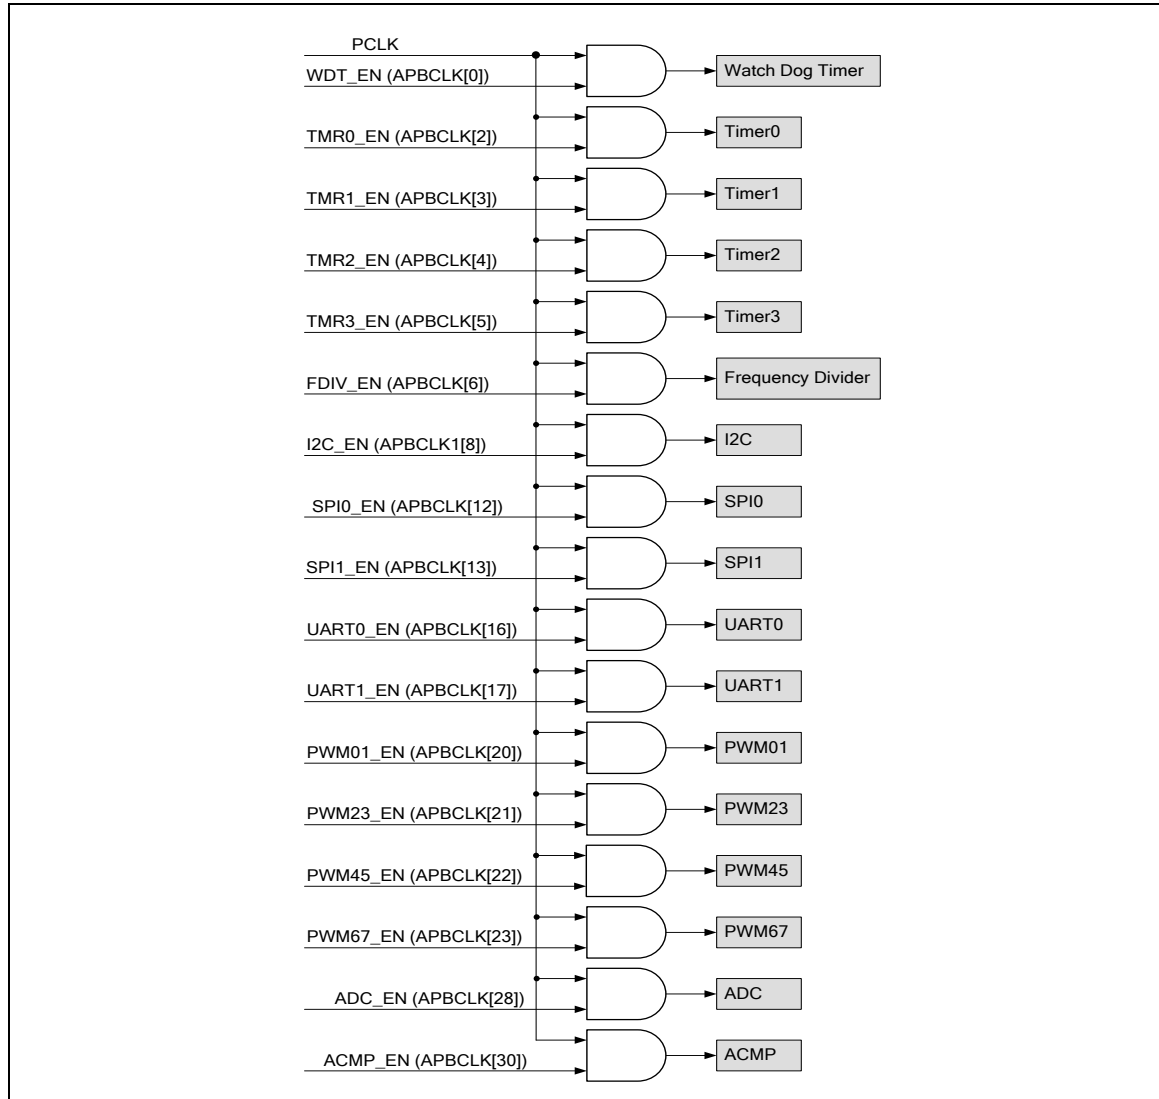 PCLK
WDT_EN (APBCLK[0])
Watch Dog Timer
TMR0_EN (APBCLK[2])
Timer0
TMR1_EN (APBCLK[3])
Timer1
TMR2_EN (APBCLK[4])
Timer2
TMR3_EN (APBCLK[5])
Timer3
FDIV_EN (APBCLK[6])
Frequency Divider
I2C_EN (APBCLK1[8])
I2C
SPI0_EN (APBCLK[12])
SPI0
SPI1_EN (APBCLK[13])
SPI1
UART0_EN (APBCLK[16])
UART0
UART1_EN (APBCLK[17])
UART1
PWM01_EN (APBCLK[20])
PWM01
PWM23_EN (APBCLK[21])
PWM23
PWM45_EN (APBCLK[22])
PWM45
PWM67_EN (APBCLK[23])
PWM67
ADC_EN (APBCLK[28])
ADC
ACMP_EN (APBCLK[30])
ACMP